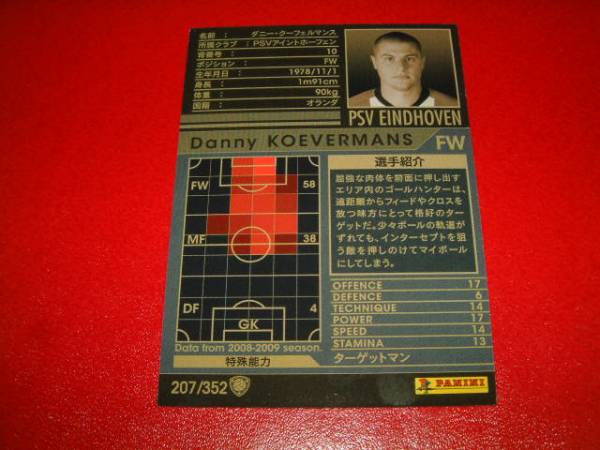 名前 : ダニー・クーフェルマンス
所属クラブ : PSVアイントホーフェン
背番号 : 10
ポジション : FW
生年月日 : 1978/11/1
身長 : 1m91cm
体重 : 90kg
国籍 : オランダ
PSV EINDHOVEN
Danny KOEVERMANS FW
FW 58
MF 38
DF 4
GK
Data from 2008-2009 season.
選手紹介
屈強な肉体を前面に押し出す
エリア内のゴールハンターは、
遠距離からフィードやクロスを
放つ味方にとって格好のター
ゲットだ。少々ボールの軌道が
ずれても、インターセプトを狙
う敵を押しのけてマイボール
にしてしまう。
OFFENCE 17
DEFENCE 6
TECHNIQUE 14
POWER 17
SPEED 14
STAMINA 13
特殊能力 ターゲットマン
207/352
PANINI